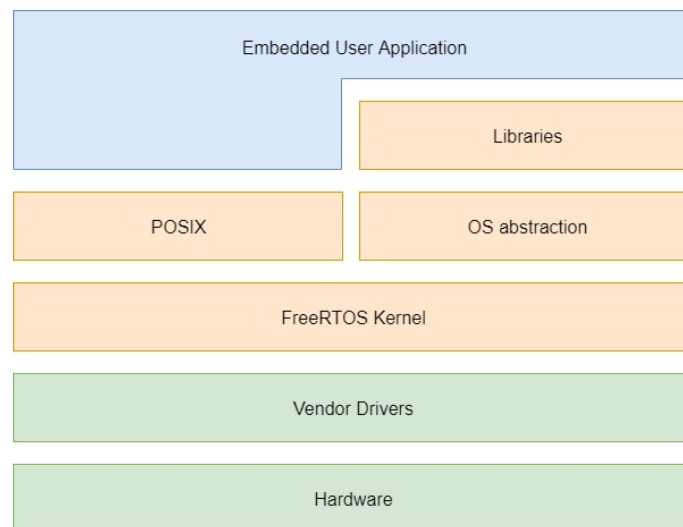 Embedded User Application
Libraries
POSIX
OS abstraction
FreeRTOS Kernel
Vendor Drivers
Hardware